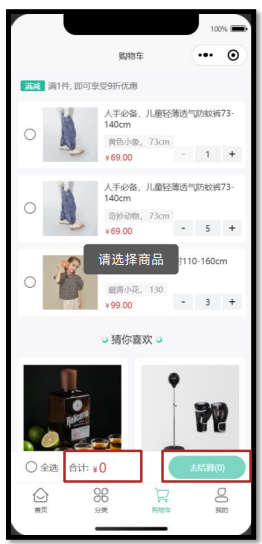 100%
购物车
满减 满1件, 即可享受9折优惠
人手必备, 儿童轻薄透气防蚊裤73-
140cm
黄色小象, 73cm
¥69.00 - 1 +
人手必备, 儿童轻薄透气防蚊裤73-
140cm
奇妙动物, 73cm
¥69.00 - 5 +
110-160cm
请选择商品
藏青小花, 130
¥99.00 - 3 +
猜你喜欢
全选 合计: ¥0 去结算(0)
首页 分类 购物车 我的